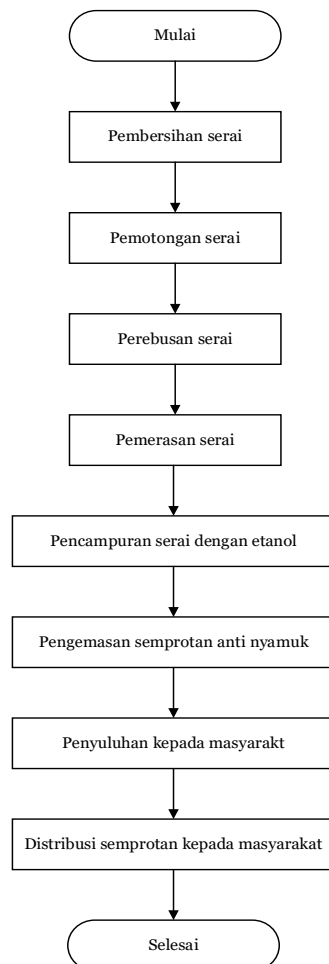 Mulai
Pembersihan serai
Pemotongan serai
Perebusan serai
Pemerasan serai
Pencampuran serai dengan etanol
Pengemasan semprotan anti nyamuk
Penyuluhan kepada masyarakt
Distribusi semprotan kepada masyarakat
Selesai